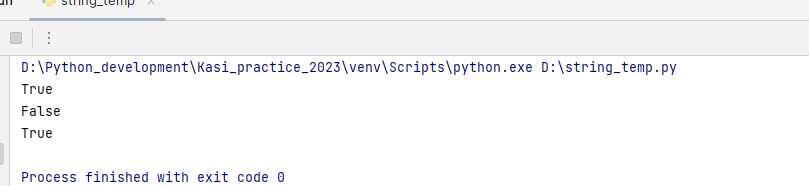 string_temp
D:\Python_development\Kasi_practice_2023\venv\Scripts\python.exe D:\string_temp.py
True
False
True
Process finished with exit code 0